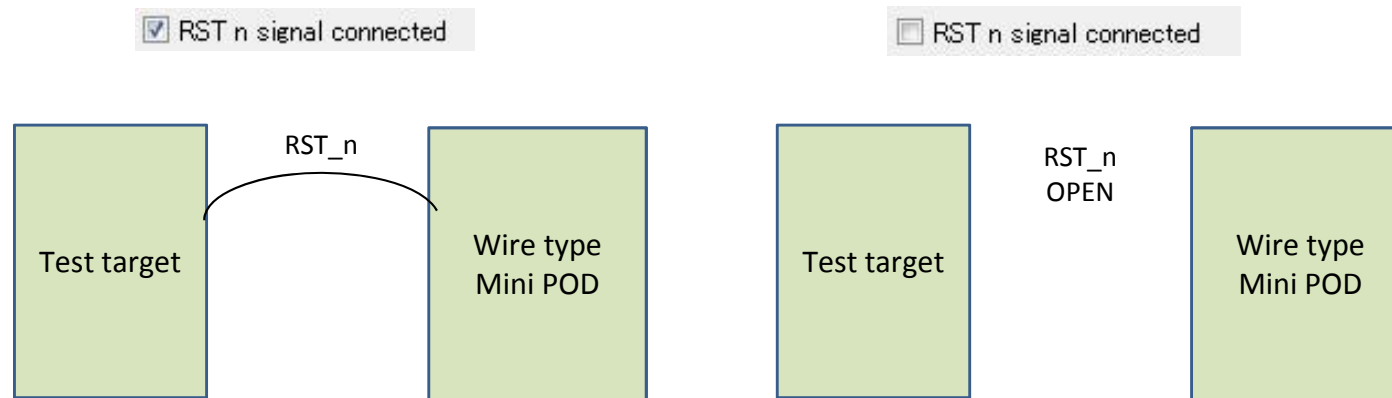 RST n signal connected
RST n signal connected
RST_n
Test target
Wire type
Mini POD
RST_n
OPEN
Test target
Wire type
Mini POD